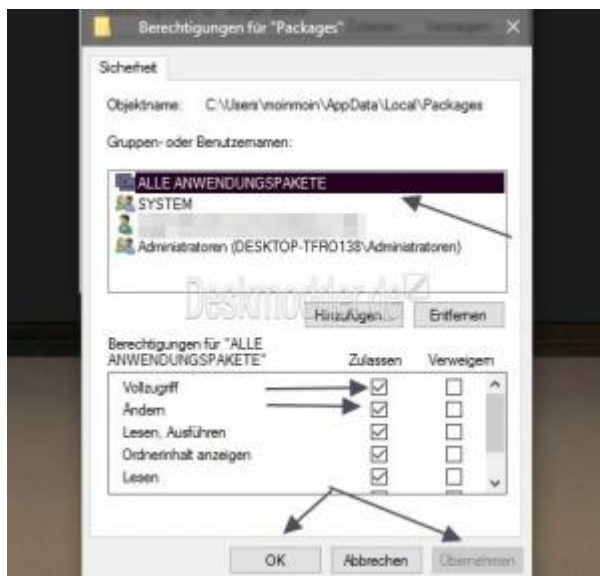 Berechtigungen für "Packages"
Sicherheit
Objektname: C:\Users\moinmoin\AppData\Local\Packages
Gruppen- oder Benutzernamen:
ALLE ANWENDUNGSPAKETE
SYSTEM
Administratoren (DESKTOP-TFRO138\Administratoren)
Deskmodder.de
Hinzufügen... Entfernen
Berechtigungen für "ALLE
ANWENDUNGSPAKETE" Zulassen Verweigern
Vollzugriff
Ändern
Lesen, Ausführen
Ordnerinhalt anzeigen
Lesen
OK Abbrechen Übernehmen